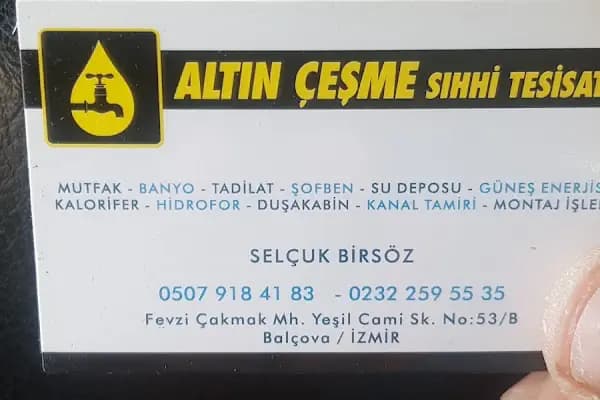 ALTIN ÇEŞME SIHHİ TESİSAT
MUTFAK - BANYO - TADİLAT - ŞOFBEN - SU DEPOSU - GÜNEŞ ENERJİS
KALORİFER - HİDROFOR - DUŞAKABİN - KANAL TAMİRİ - MONTAJ İŞLE
SELÇUK BİRSÖZ
0507 918 41 83 - 0232 259 55 35
Fevzi Çakmak Mh. Yeşil Cami Sk. No:53/B
Balçova / İZMİR